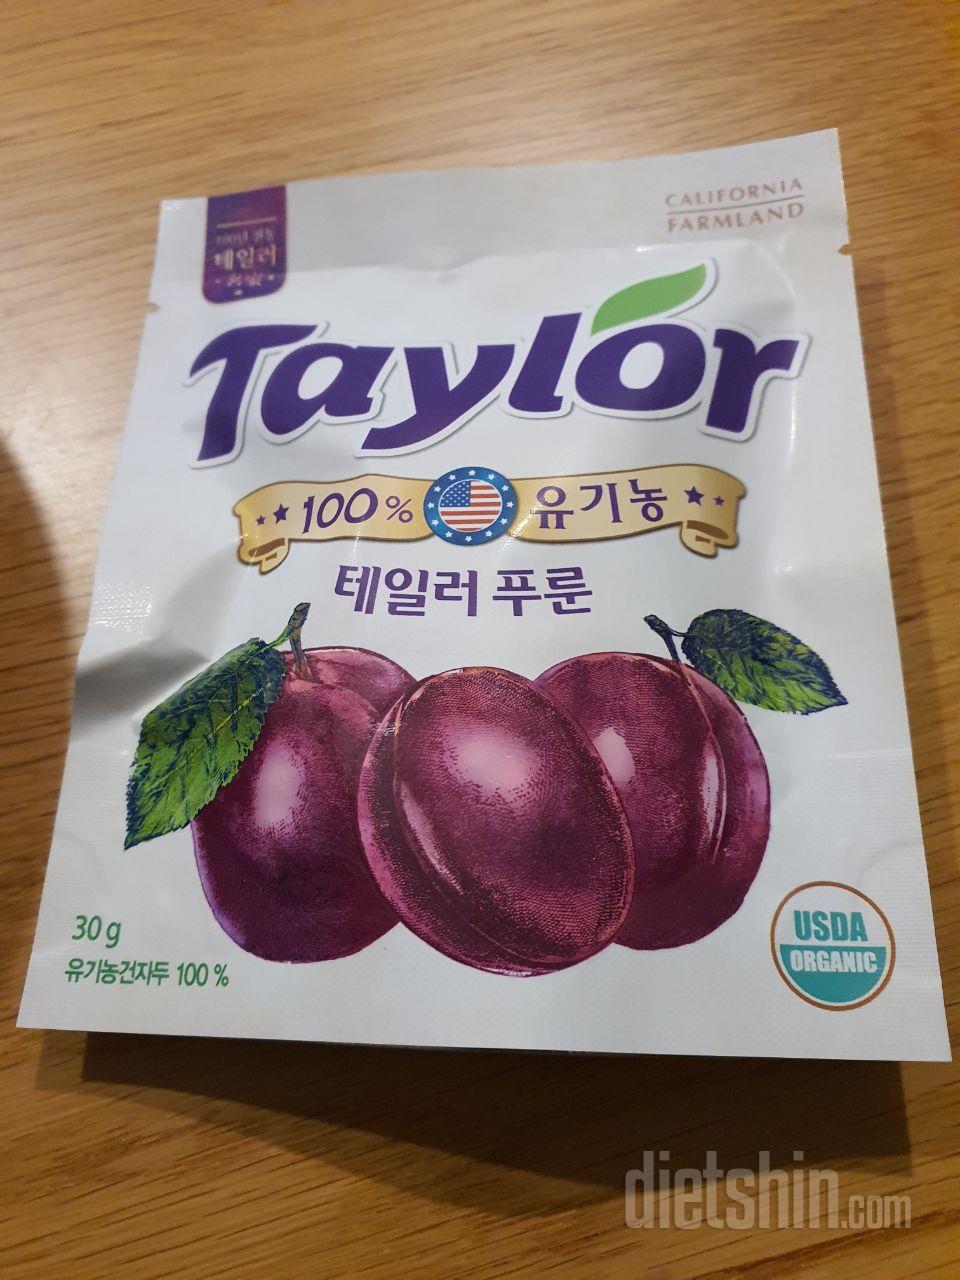 테일러
CALIFORNIA
FARMLAND
Taylor
100% 유기농
테일러 푸룬
30g
유기농건자두 100%
USDA
ORGANIC
dietshin.com